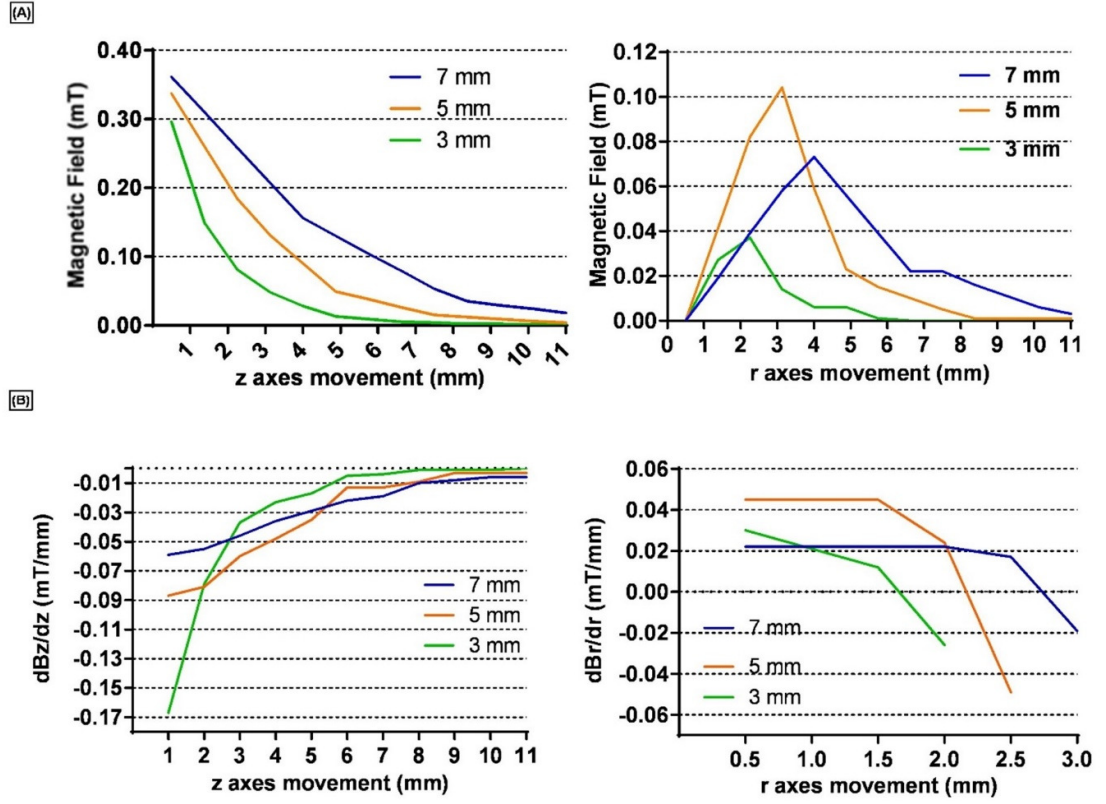 (A)
0.40
0.30
0.20
0.10
0.00
Magnetic Field (mT)
7 mm
5 mm
3 mm
1 2 3 4 5 6 7 8 9 10 11
z axes movement (mm)
0.12
0.10
0.08
0.06
0.04
0.02
0.00
Magnetic Field (mT)
7 mm
5 mm
3 mm
0 1 2 3 4 5 6 7 8 9 10 11
r axes movement (mm)
(B)
-0.01
-0.03
-0.05
-0.07
-0.09
-0.11
-0.13
-0.15
-0.17
dBz/dz (mT/mm)
7 mm
5 mm
3 mm
1 2 3 4 5 6 7 8 9 10 11
z axes movement (mm)
0.06
0.04
0.02
0.00
-0.02
-0.04
-0.06
dBr/dr (mT/mm)
7 mm
5 mm
3 mm
0.5 1.0 1.5 2.0 2.5 3.0
r axes movement (mm)